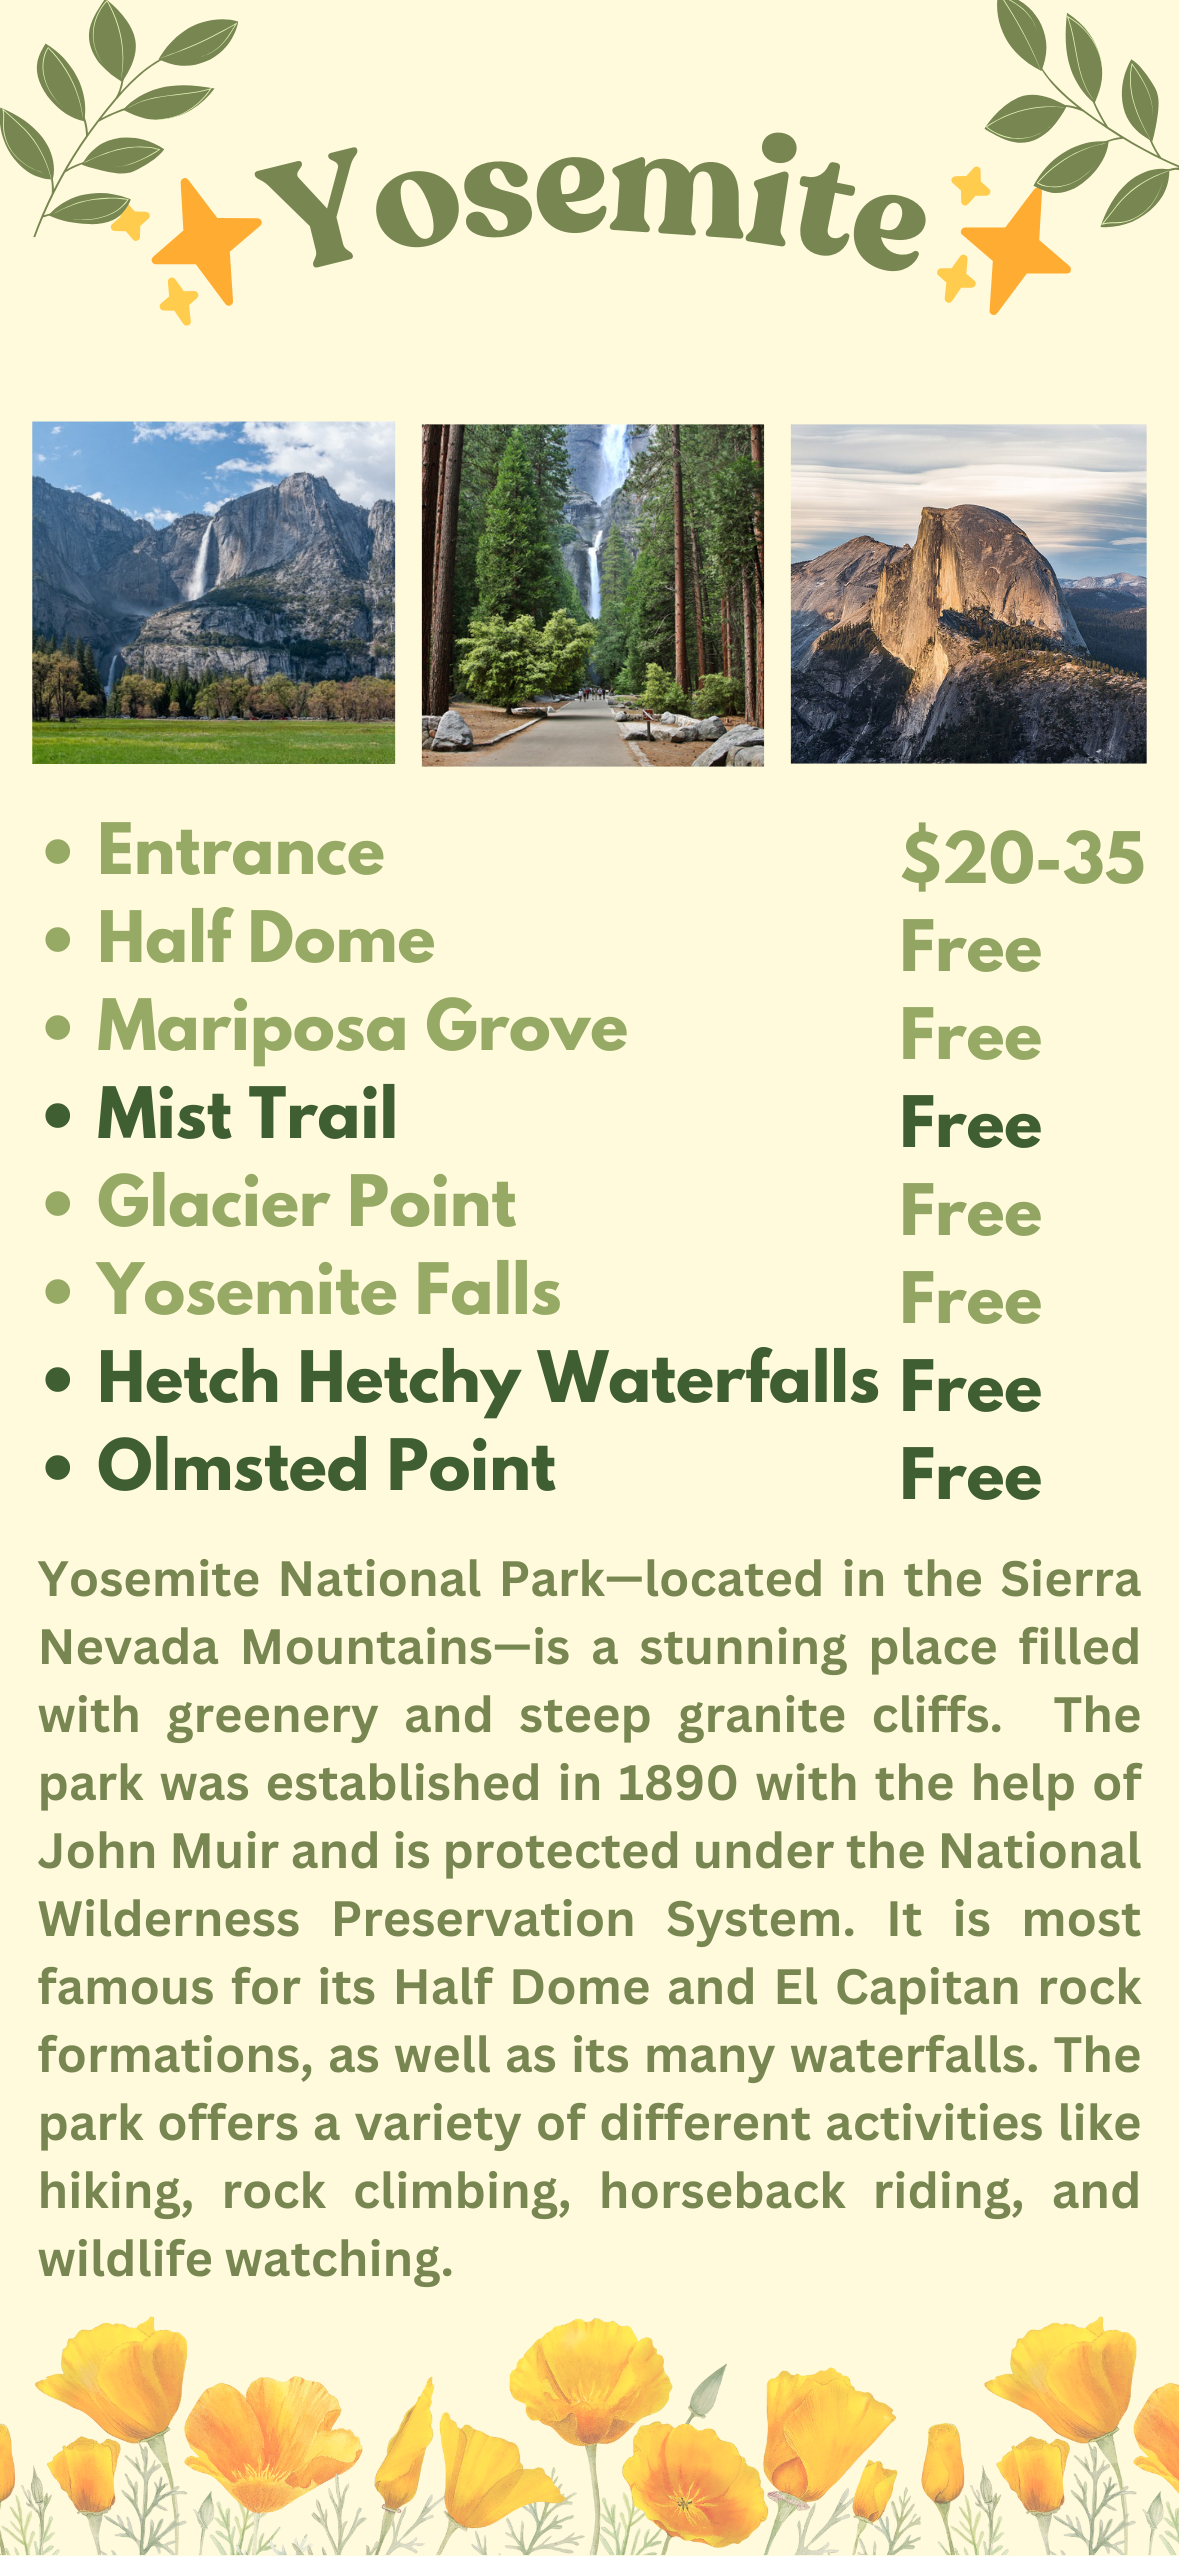 Yosemite
• Entrance $20-35
• Half Dome Free
• Mariposa Grove Free
• Mist Trail Free
• Glacier Point Free
• Yosemite Falls Free
• Hetch Hetchy Waterfalls Free
• Olmsted Point Free
Yosemite National Park—located in the Sierra
Nevada Mountains—is a stunning place filled
with greenery and steep granite cliffs. The
park was established in 1890 with the help of
John Muir and is protected under the National
Wilderness Preservation System. It is most
famous for its Half Dome and El Capitan rock
formations, as well as its many waterfalls. The
park offers a variety of different activities like
hiking, rock climbing, horseback riding, and
wildlife watching.